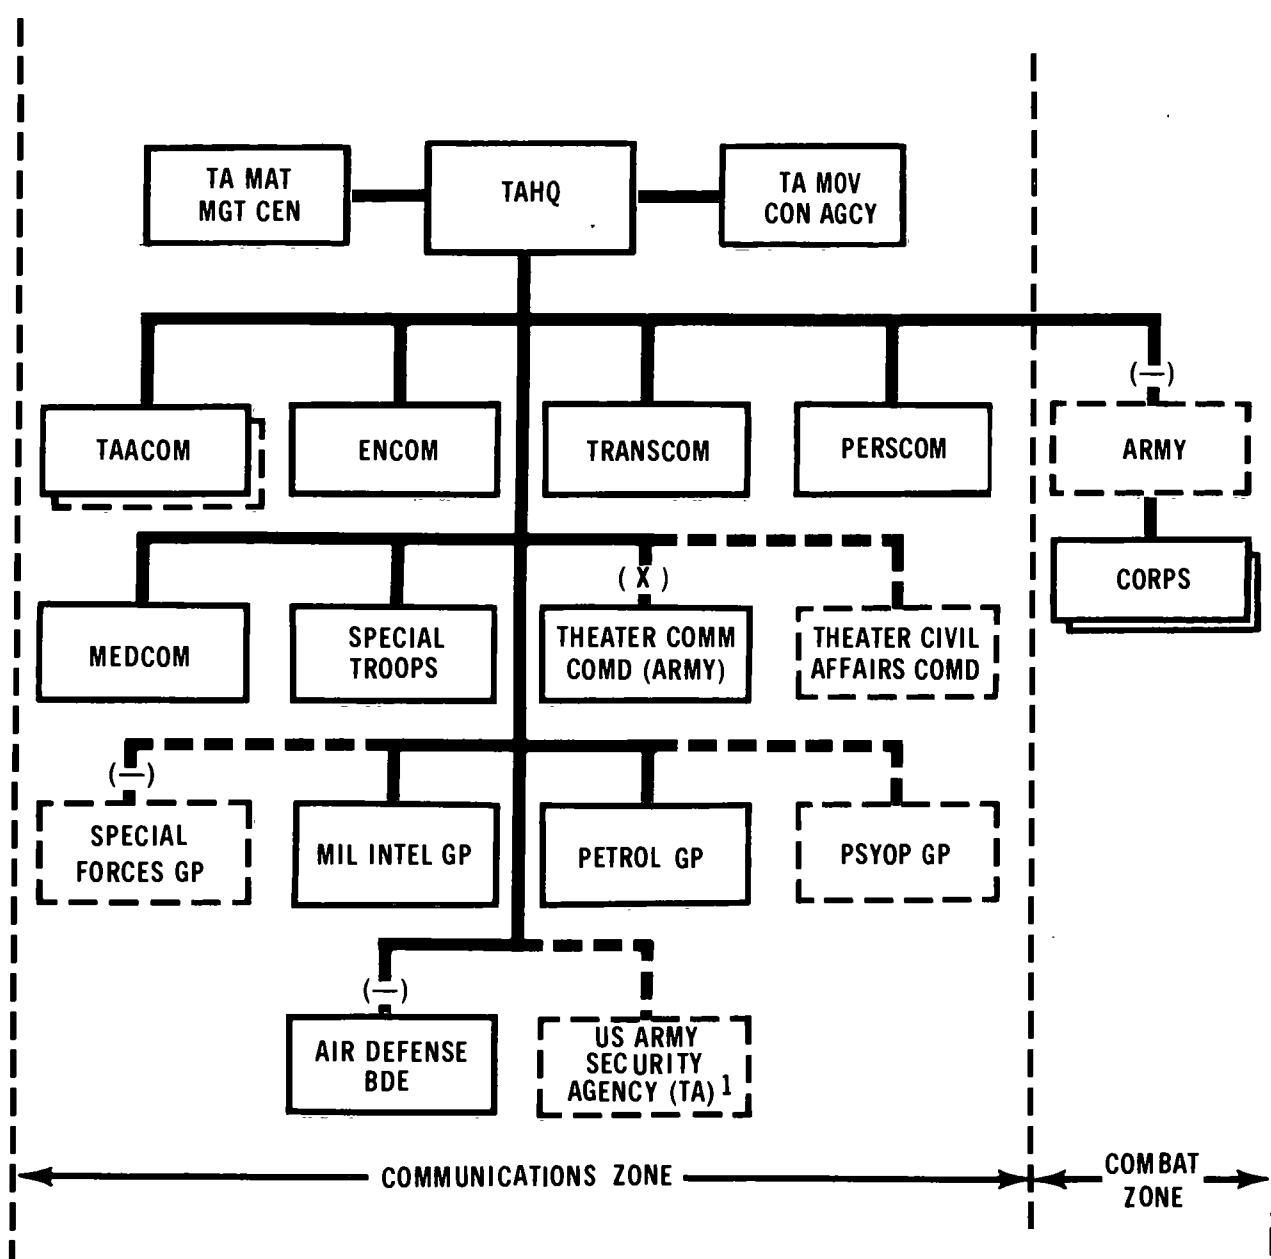 TA MAT
MGT CEN
TAHQ
TA MOV
CON AGCY
(—)
TAACOM
ENCOM
TRANSCOM
PERSCOM
ARMY
(X)
CORPS
MEDCOM
SPECIAL
TROOPS
THEATER COMM
COMD (ARMY)
THEATER CIVIL
AFFAIRS COMD
(—)
SPECIAL
FORCES GP
MIL INTEL GP
PETROL GP
PSYOP GP
(—)
AIR DEFENSE
BDE
US ARMY
SECURITY
AGENCY (TA) 1
COMMUNICATIONS ZONE
COMBAT
ZONE